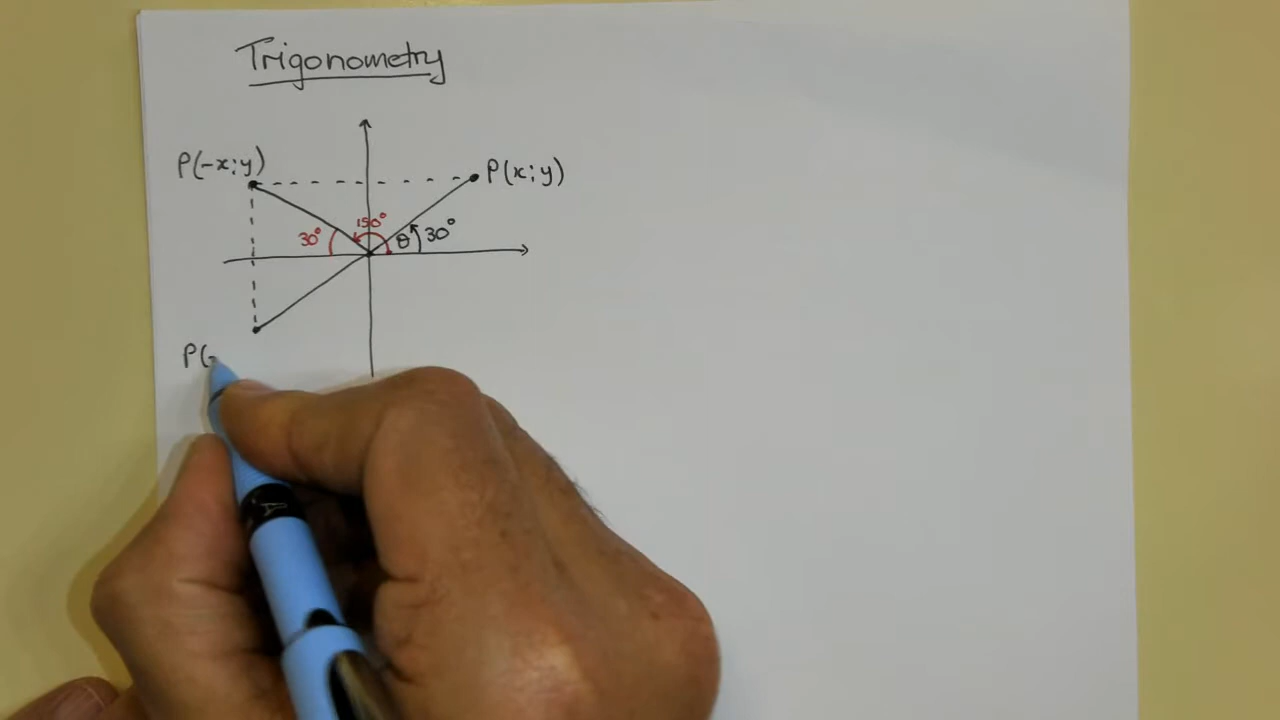 Trigonometry
P(-x;y)
P(x;y)
150°
30°
θ
30°
P(-